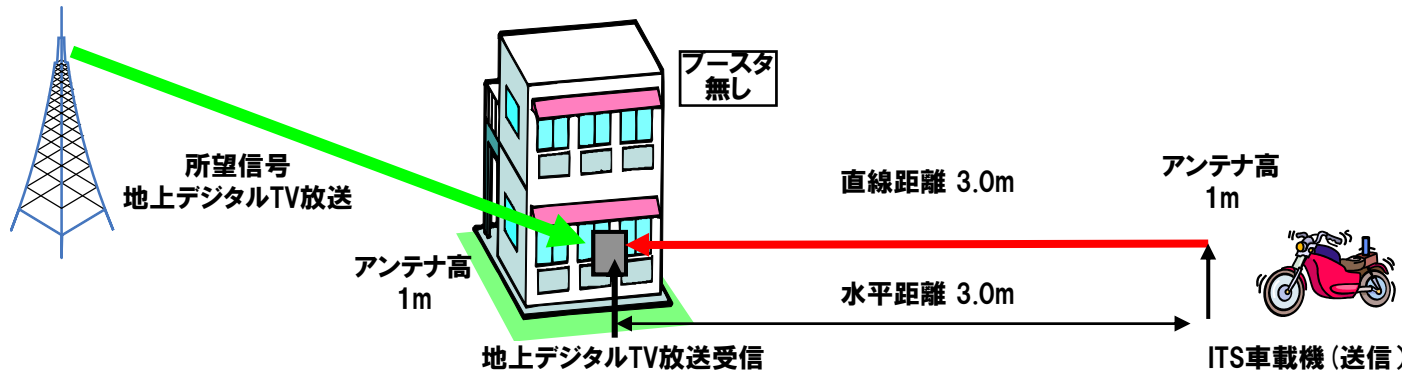 ブースタ
無し
所望信号
地上デジタルTV放送
直線距離 3.0m
アンテナ高
1m
アンテナ高
1m
水平距離 3.0m
地上デジタルTV放送受信
ITS車載機(送信)